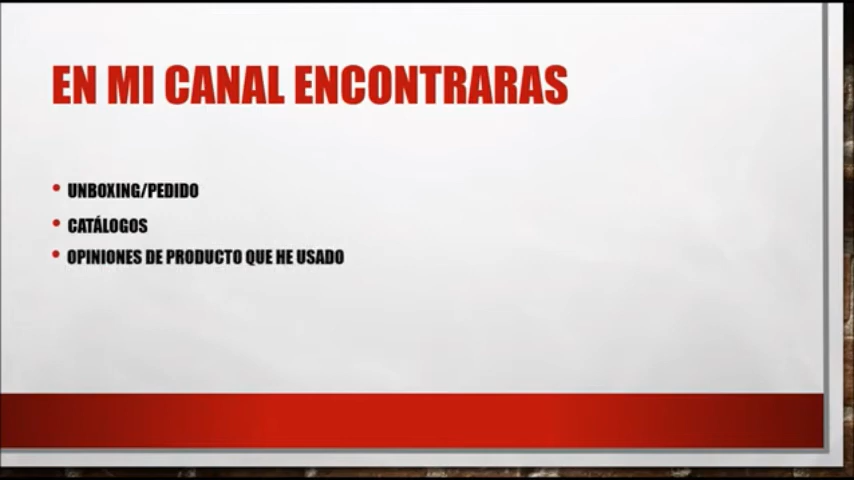 EN MI CANAL ENCONTRARAS
• UNBOXING/PEDIDO
• CATÁLOGOS
• OPINIONES DE PRODUCTO QUE HE USADO